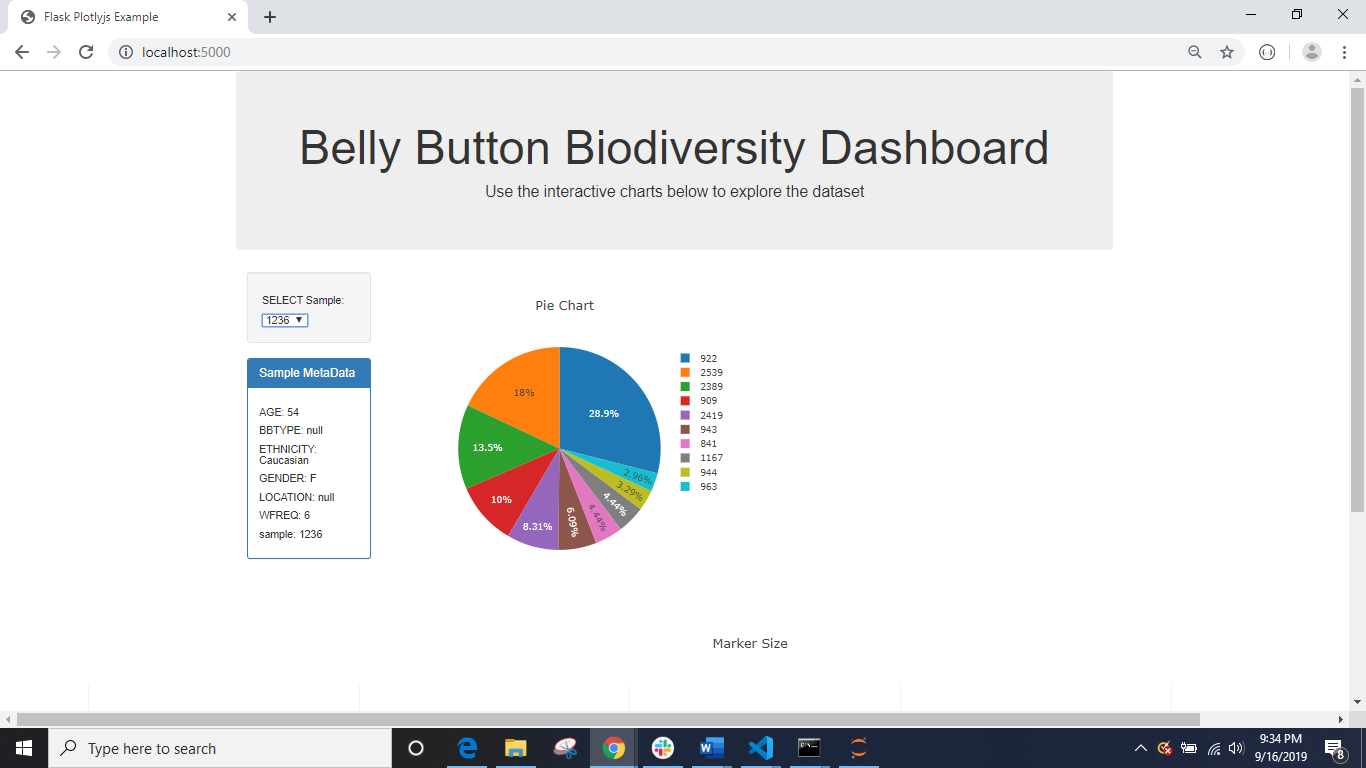 Flask Plotlyjs Example
localhost:5000
Belly Button Biodiversity Dashboard
Use the interactive charts below to explore the dataset
SELECT Sample:
1236
Sample MetaData
AGE: 54
BBTYPE: null
ETHNICITY:
Caucasian
GENDER: F
LOCATION: null
WFREQ: 6
sample: 1236
Pie Chart
28.9%
18%
13.5%
10%
8.31%
6.09%
4.44%
4.44%
3.29%
2.96%
922
2539
2389
909
2419
943
841
1167
944
963
Marker Size
Type here to search
9:34 PM
9/16/2019
8